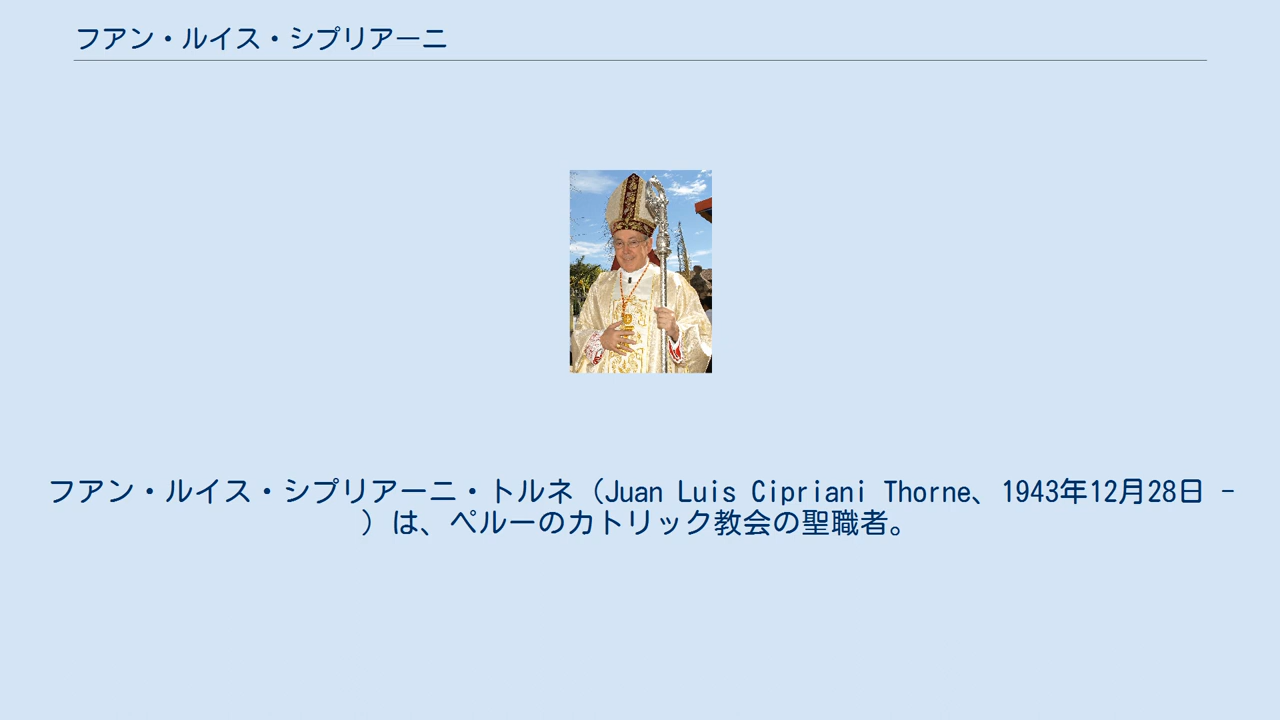 フアン・ルイス・シプリアーニ
フアン・ルイス・シプリアーニ・トルネ（Juan Luis Cipriani Thorne、1943年12月28日 -
）は、ペルーのカトリック教会の聖職者。